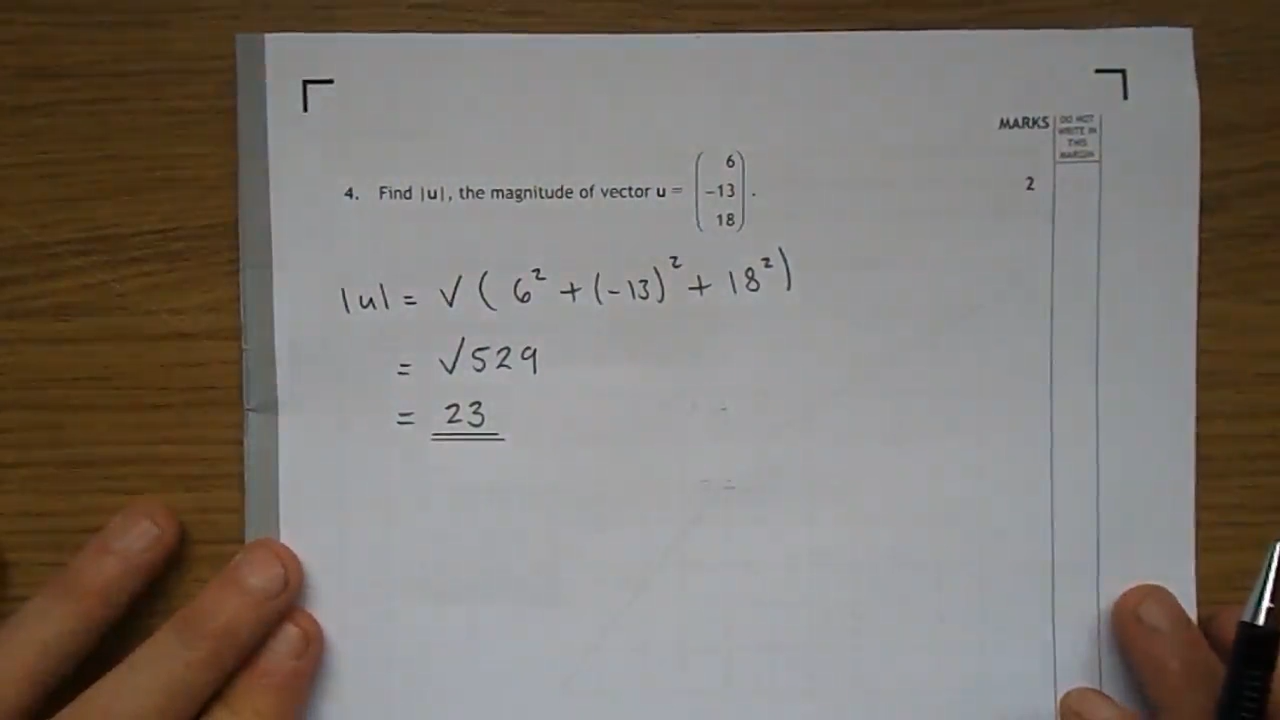 MARKS
DO NOT
WRITE IN
THIS
MARGIN
4. Find |u|, the magnitude of vector u = ( 6
−13
18 ) .
2
|u| = √( 6² + (-13)² + 18² )
= √529
= 23